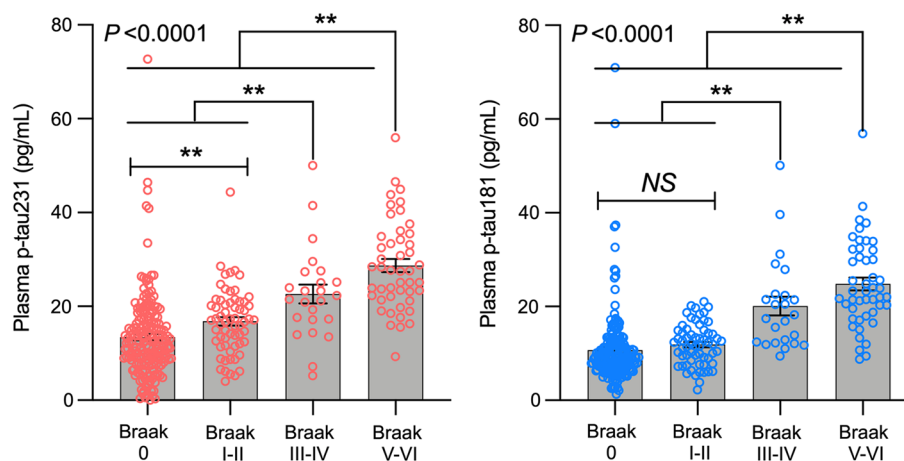 80
P <0.0001
**
60
**
**
40
20
0
Plasma p-tau231 (pg/mL)
Braak
0
Braak
I-II
Braak
III-IV
Braak
V-VI
80
P <0.0001
**
60
**
NS
40
20
0
Plasma p-tau181 (pg/mL)
Braak
0
Braak
I-II
Braak
III-IV
Braak
V-VI